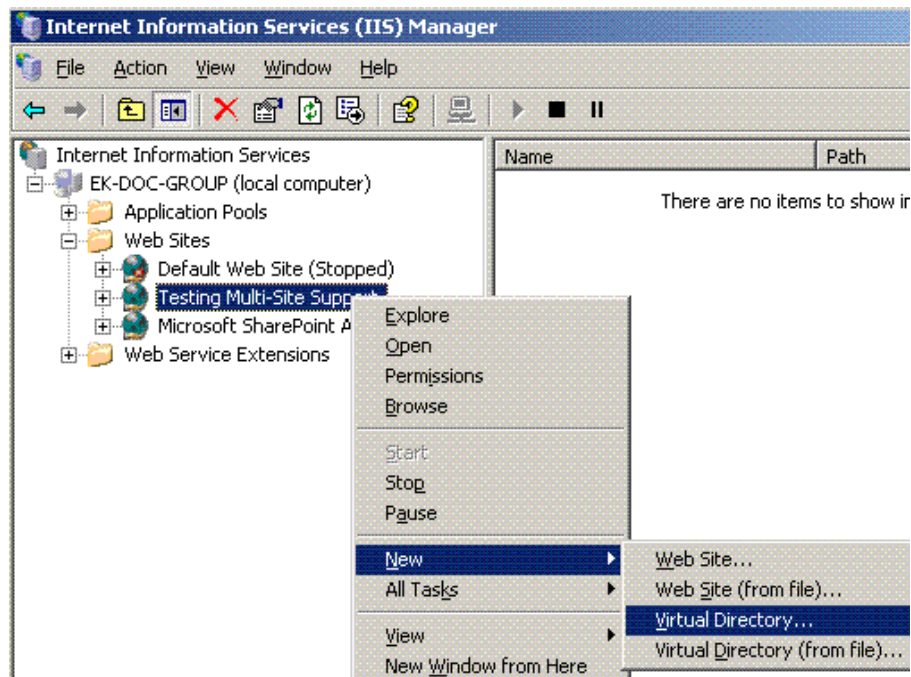 Internet Information Services (IIS) Manager
File Action View Window Help
Internet Information Services
EK-DOC-GROUP (local computer)
Application Pools
Web Sites
Default Web Site (Stopped)
Testing Multi-Site Support
Microsoft SharePoint A
Web Service Extensions
Name Path
There are no items to show in
Explore
Open
Permissions
Browse
Start
Stop
Pause
New
All Tasks
View
New Window from Here
Web Site...
Web Site (from file)...
Virtual Directory...
Virtual Directory (from file)...